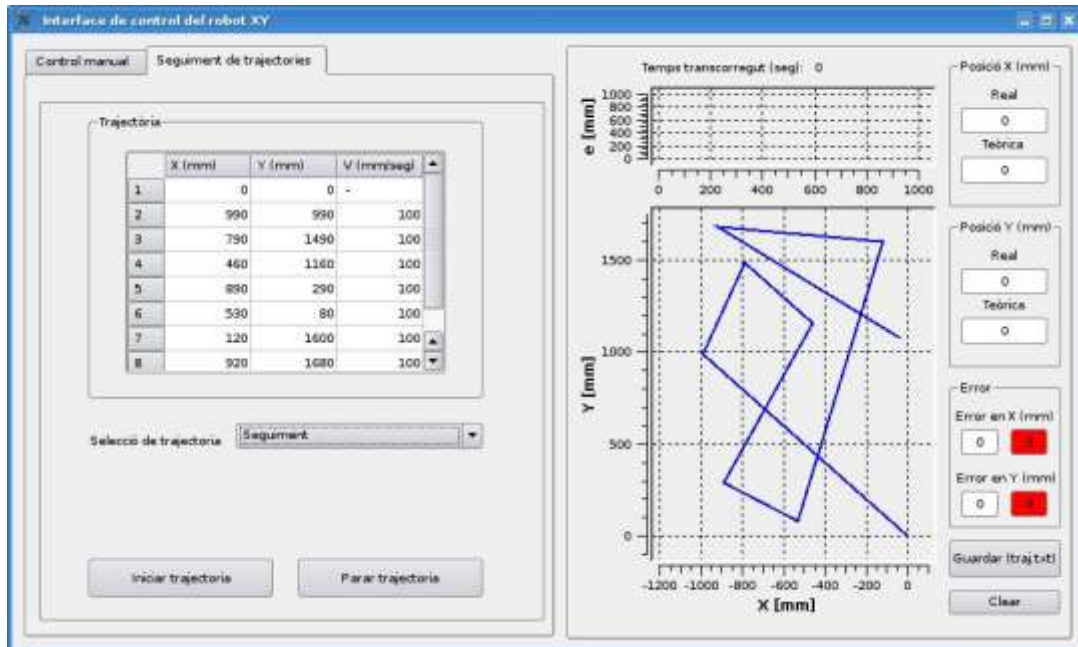 Interface de control del robot XY
Control manual
Seguiment de trajectories
Trajectòria
X (mm) Y (mm) V (mm/seg)
1 0 0 -
2 990 990 100
3 790 1490 100
4 460 1160 100
5 890 290 100
6 530 80 100
7 120 1600 100
8 920 1680 100
Selecció de trajectoria
Seguiment
Iniciar trajectoria
Parar trajectoria
Temps transcorregut (seg): 0
e [mm]
1000
800
600
400
200
0
0 200 400 600 800 1000
Y [mm]
1500
1000
500
0
-1200 -1000 -800 -600 -400 -200 0
X [mm]
Posició X (mm)
Real
0
Teòrica
0
Posició Y (mm)
Real
0
Teòrica
0
Error
Error en X (mm)
0
Error en Y (mm)
0
Guardar (traj.txt)
Clear